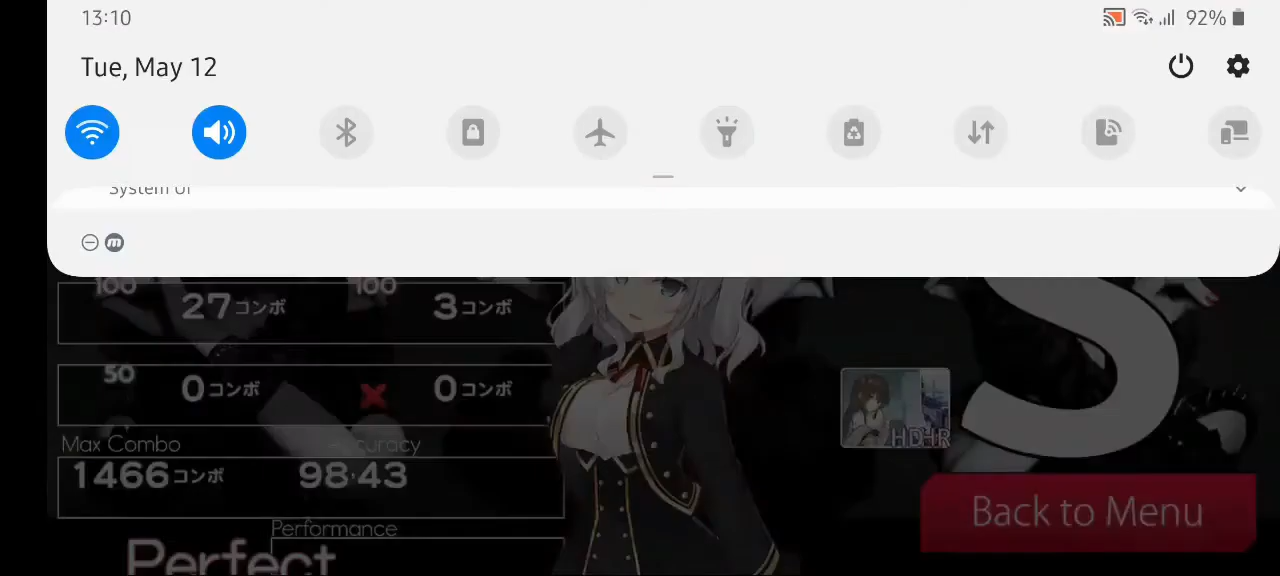 13:10
92%
Tue, May 12
System UI
100 27コンボ 100 3コンボ
50 0コンボ 0コンボ
Max Combo
1466コンボ 98.43
Performance
Perfect
HDHR
S
Back to Menu